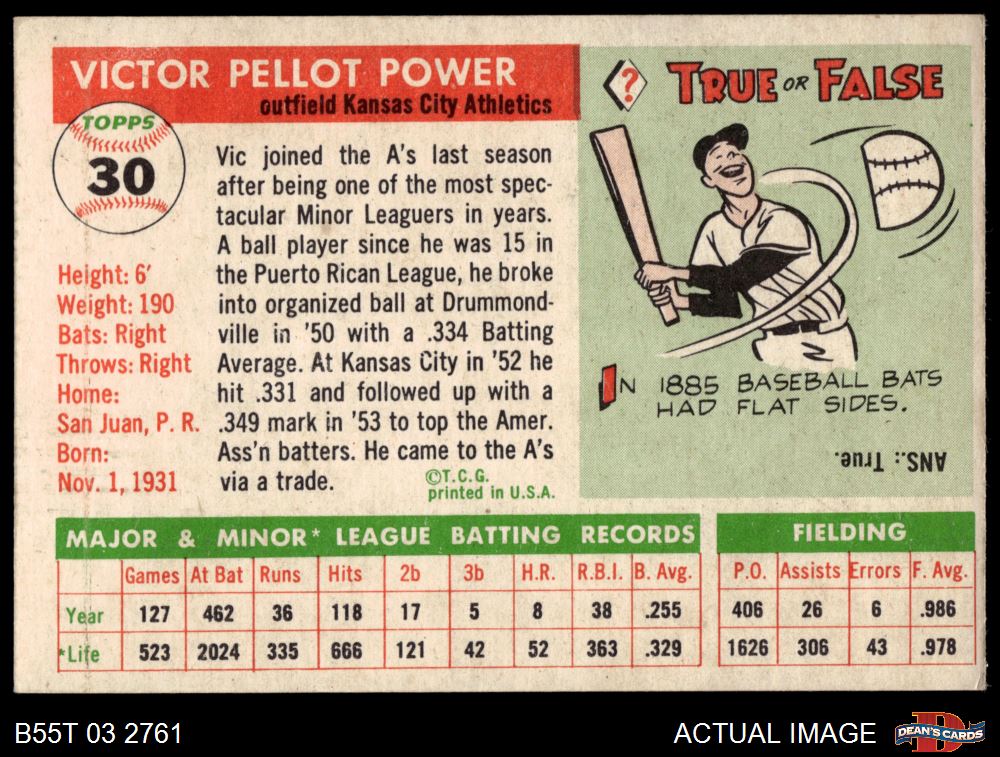 VICTOR PELLOT POWER
outfield Kansas City Athletics
TOPPS
30
Height: 6'
Weight: 190
Bats: Right
Throws: Right
Home:
San Juan, P. R.
Born:
Nov. 1, 1931
Vic joined the A's last season
after being one of the most spec-
tacular Minor Leaguers in years.
A ball player since he was 15 in
the Puerto Rican League, he broke
into organized ball at Drummond-
ville in '50 with a .334 Batting
Average. At Kansas City in '52 he
hit .331 and followed up with a
.349 mark in '53 to top the Amer.
Ass'n batters. He came to the A's
via a trade.
©T.C.G.
printed in U.S.A.
?
TRUE OR FALSE
IN 1885 BASEBALL BATS
HAD FLAT SIDES.
ANS.: True.
MAJOR & MINOR* LEAGUE BATTING RECORDS
Games At Bat Runs Hits 2b 3b H.R. R.B.I. B. Avg.
Year 127 462 36 118 17 5 8 38 .255
*Life 523 2024 335 666 121 42 52 363 .329
FIELDING
P.O. Assists Errors F. Avg.
406 26 6 .986
1626 306 43 .978
B55T 03 2761
ACTUAL IMAGE
D
DEAN'S CARDS